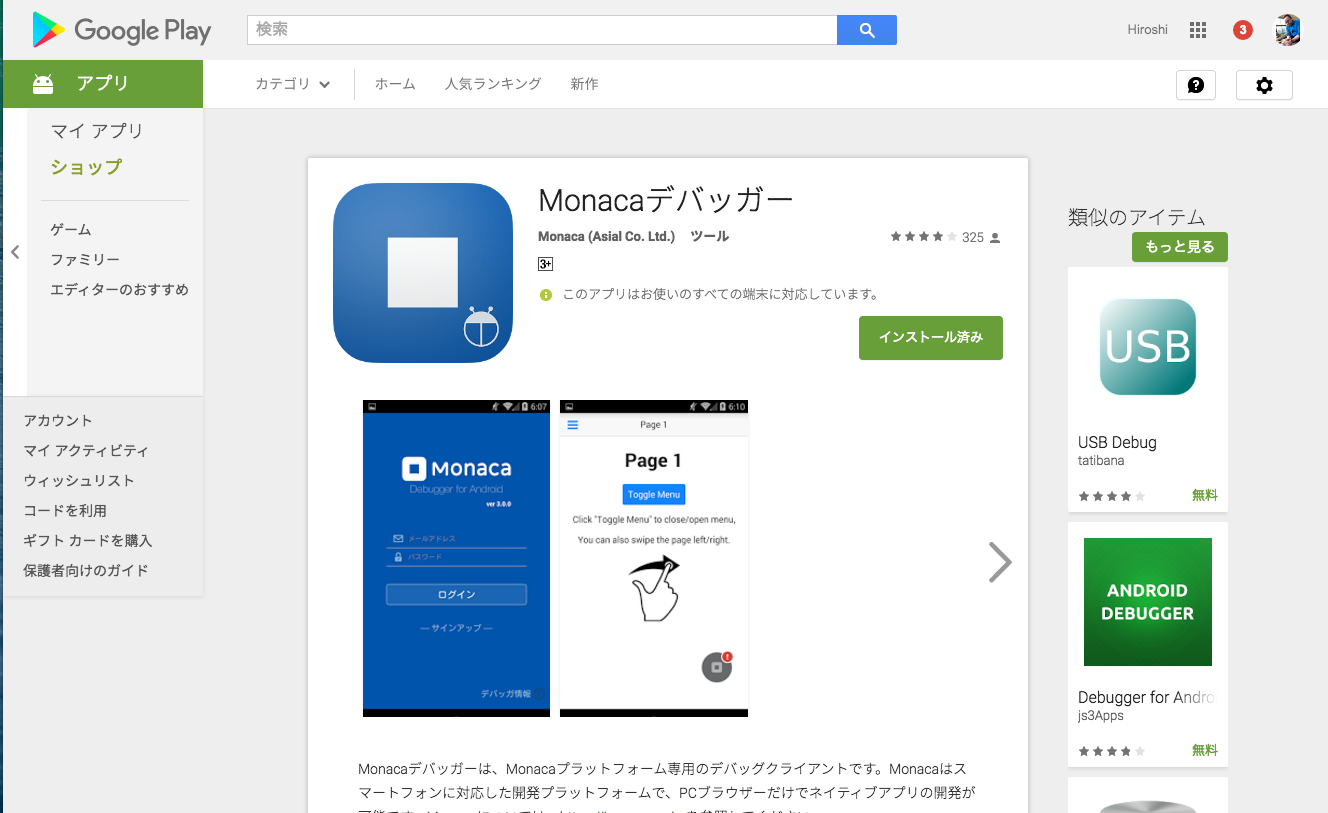 Google Play
検索
Hiroshi
3
アプリ
カテゴリ
ホーム
人気ランキング
新作
マイ アプリ
ショップ
ゲーム
ファミリー
エディターのおすすめ
アカウント
マイ アクティビティ
ウィッシュリスト
コードを利用
ギフト カードを購入
保護者向けのガイド
Monacaデバッガー
Monaca (Asial Co. Ltd.) ツール
325
3+
このアプリはお使いのすべての端末に対応しています。
インストール済み
6:07
Monaca
Debugger for Android
ver 3.0.0
メールアドレス
パスワード
ログイン
― サインアップ ―
デバッガ情報
6:10
Page 1
Page 1
Toggle Menu
Click "Toggle Menu" to close/open menu,
You can also swipe the page left/right.
Monacaデバッガーは、Monacaプラットフォーム専用のデバッグクライアントです。Monacaはス
マートフォンに対応した開発プラットフォームで、PCブラウザーだけでネイティブアプリの開発が
類似のアイテム
もっと見る
USB
USB Debug
tatibana
無料
ANDROID
DEBUGGER
Debugger for Andro
js3Apps
無料